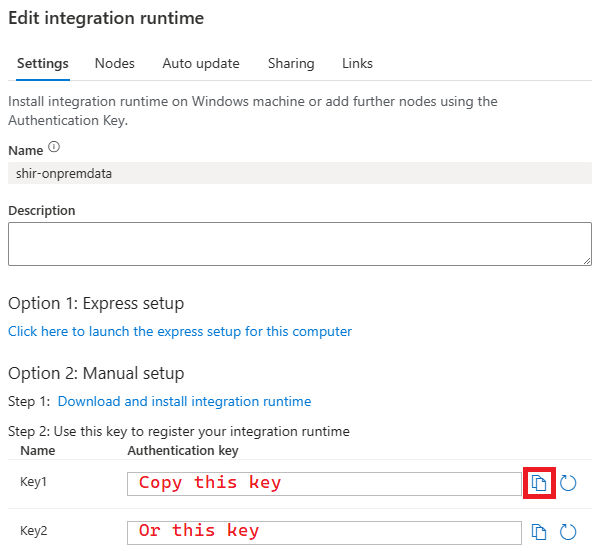 Edit integration runtime
Settings Nodes Auto update Sharing Links
Install integration runtime on Windows machine or add further nodes using the
Authentication Key.
Name
shir-onpremdata
Description
Option 1: Express setup
Click here to launch the express setup for this computer
Option 2: Manual setup
Step 1: Download and install integration runtime
Step 2: Use this key to register your integration runtime
Name Authentication key
Key1 Copy this key
Key2 Or this key